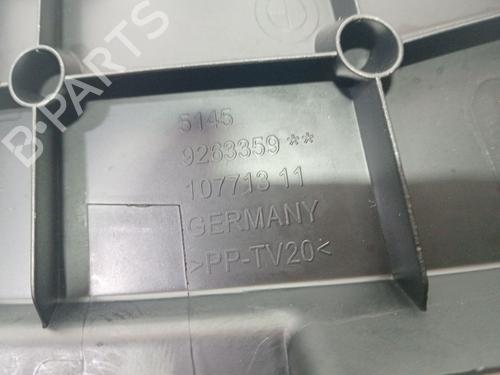 B-PARTS
5145
9263359 **
107713 11
GERMANY
>PP-TV20<